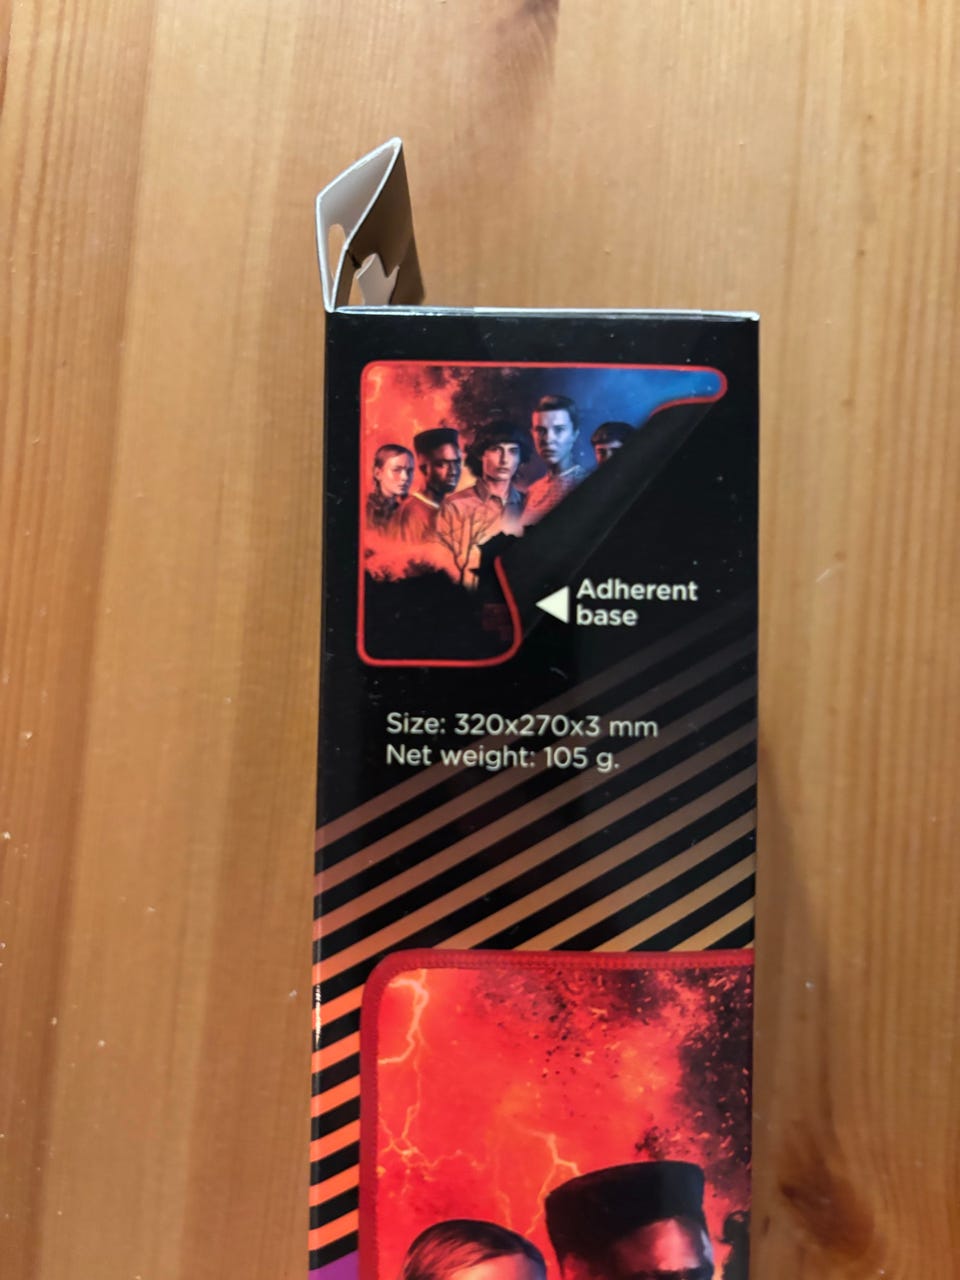 Adherent
base
Size: 320x270x3 mm
Net weight: 105 g.